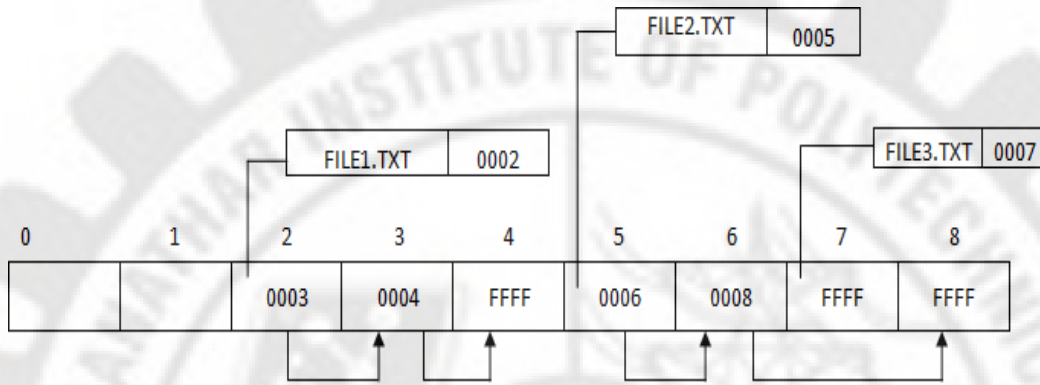 FILE2.TXT 0005
FILE1.TXT 0002
FILE3.TXT 0007
0 1 2 3 4 5 6 7 8
0003 0004 FFFF 0006 0008 FFFF FFFF